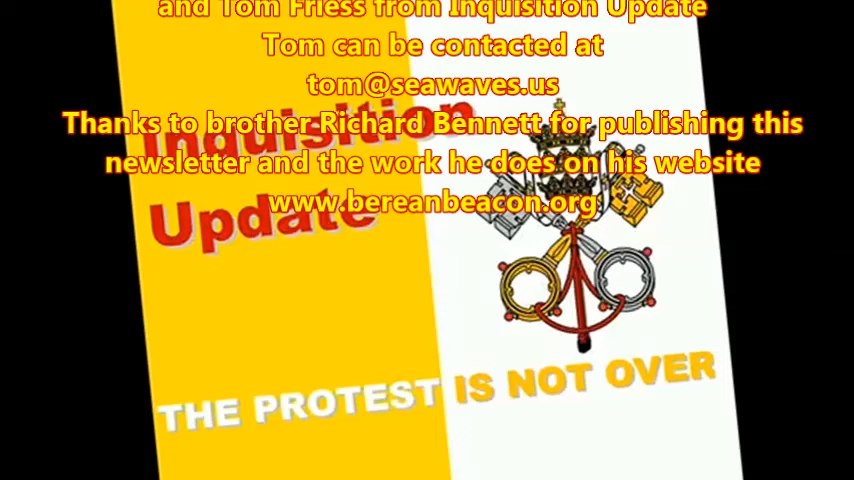 and Tom Friess from Inquisition Update
Tom can be contacted at
tom@seawaves.us
Thanks to brother Richard Bennett for publishing this
newsletter and the work he does on his website
www.bereanbeacon.org
Inquisition
Update
THE PROTEST IS NOT OVER